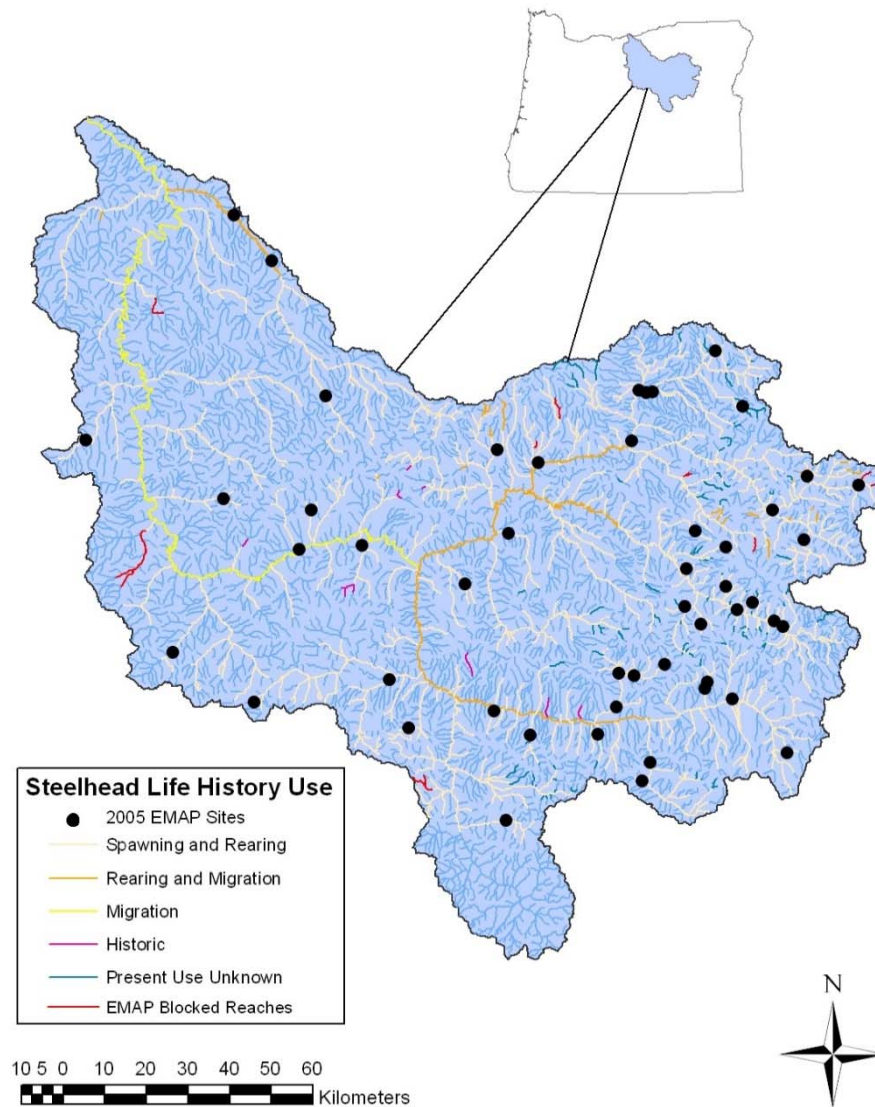 Steelhead Life History Use
2005 EMAP Sites
Spawning and Rearing
Rearing and Migration
Migration
Historic
Present Use Unknown
EMAP Blocked Reaches
N
10 5 0 10 20 30 40 50 60
Kilometers